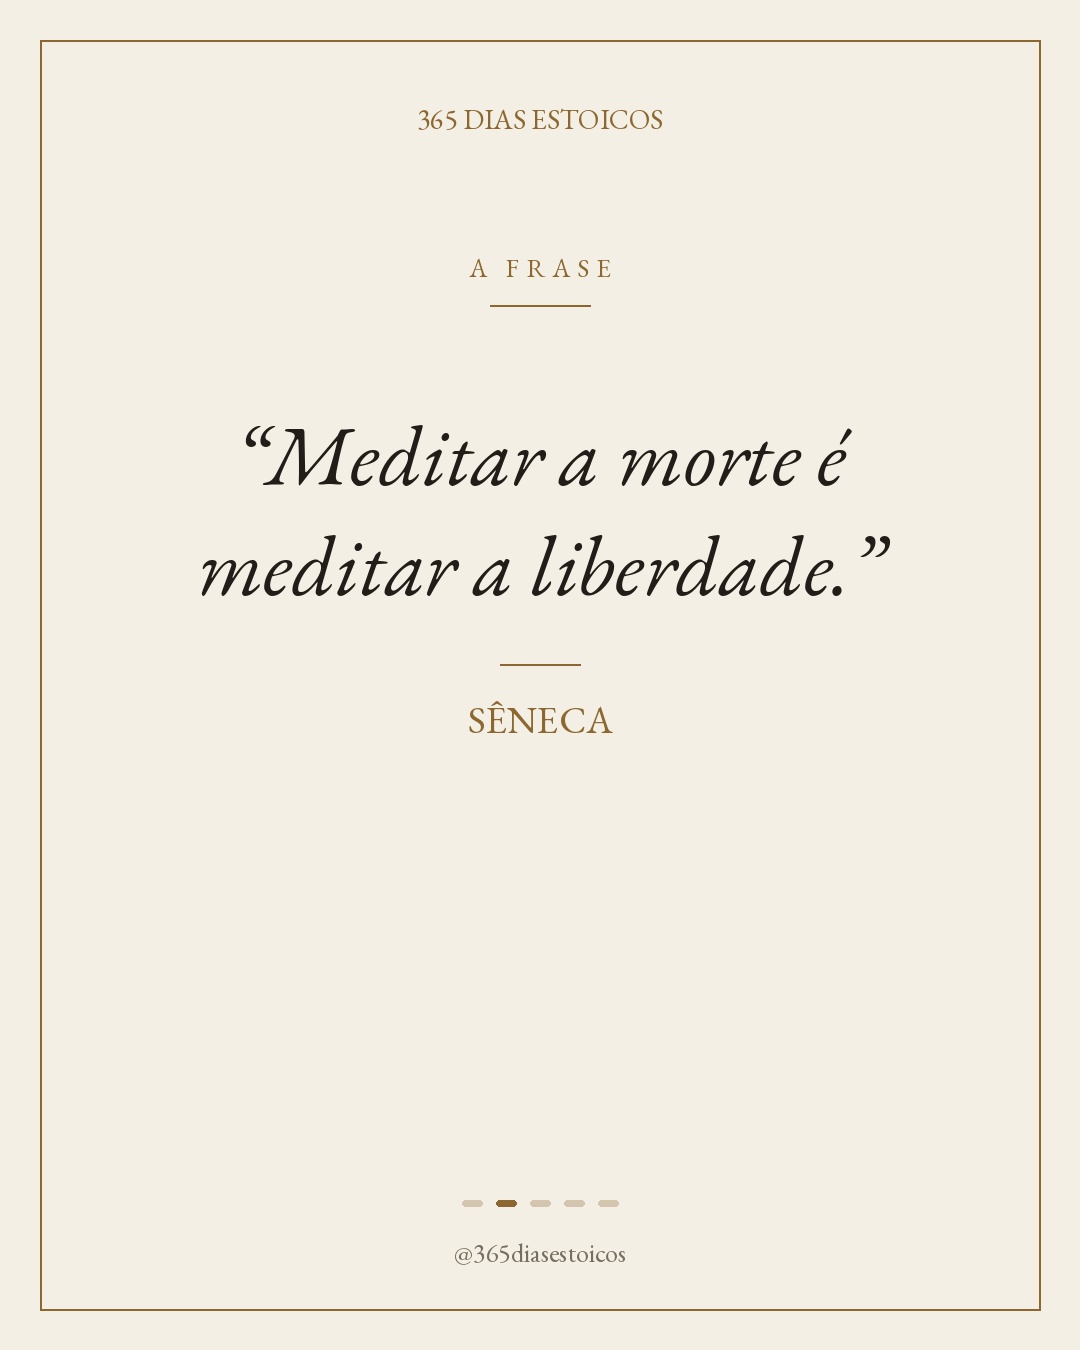 365 DIAS ESTOICOS
A FRASE
“Meditar a morte é
meditar a liberdade.”
SÊNECA
@365diasestoicos